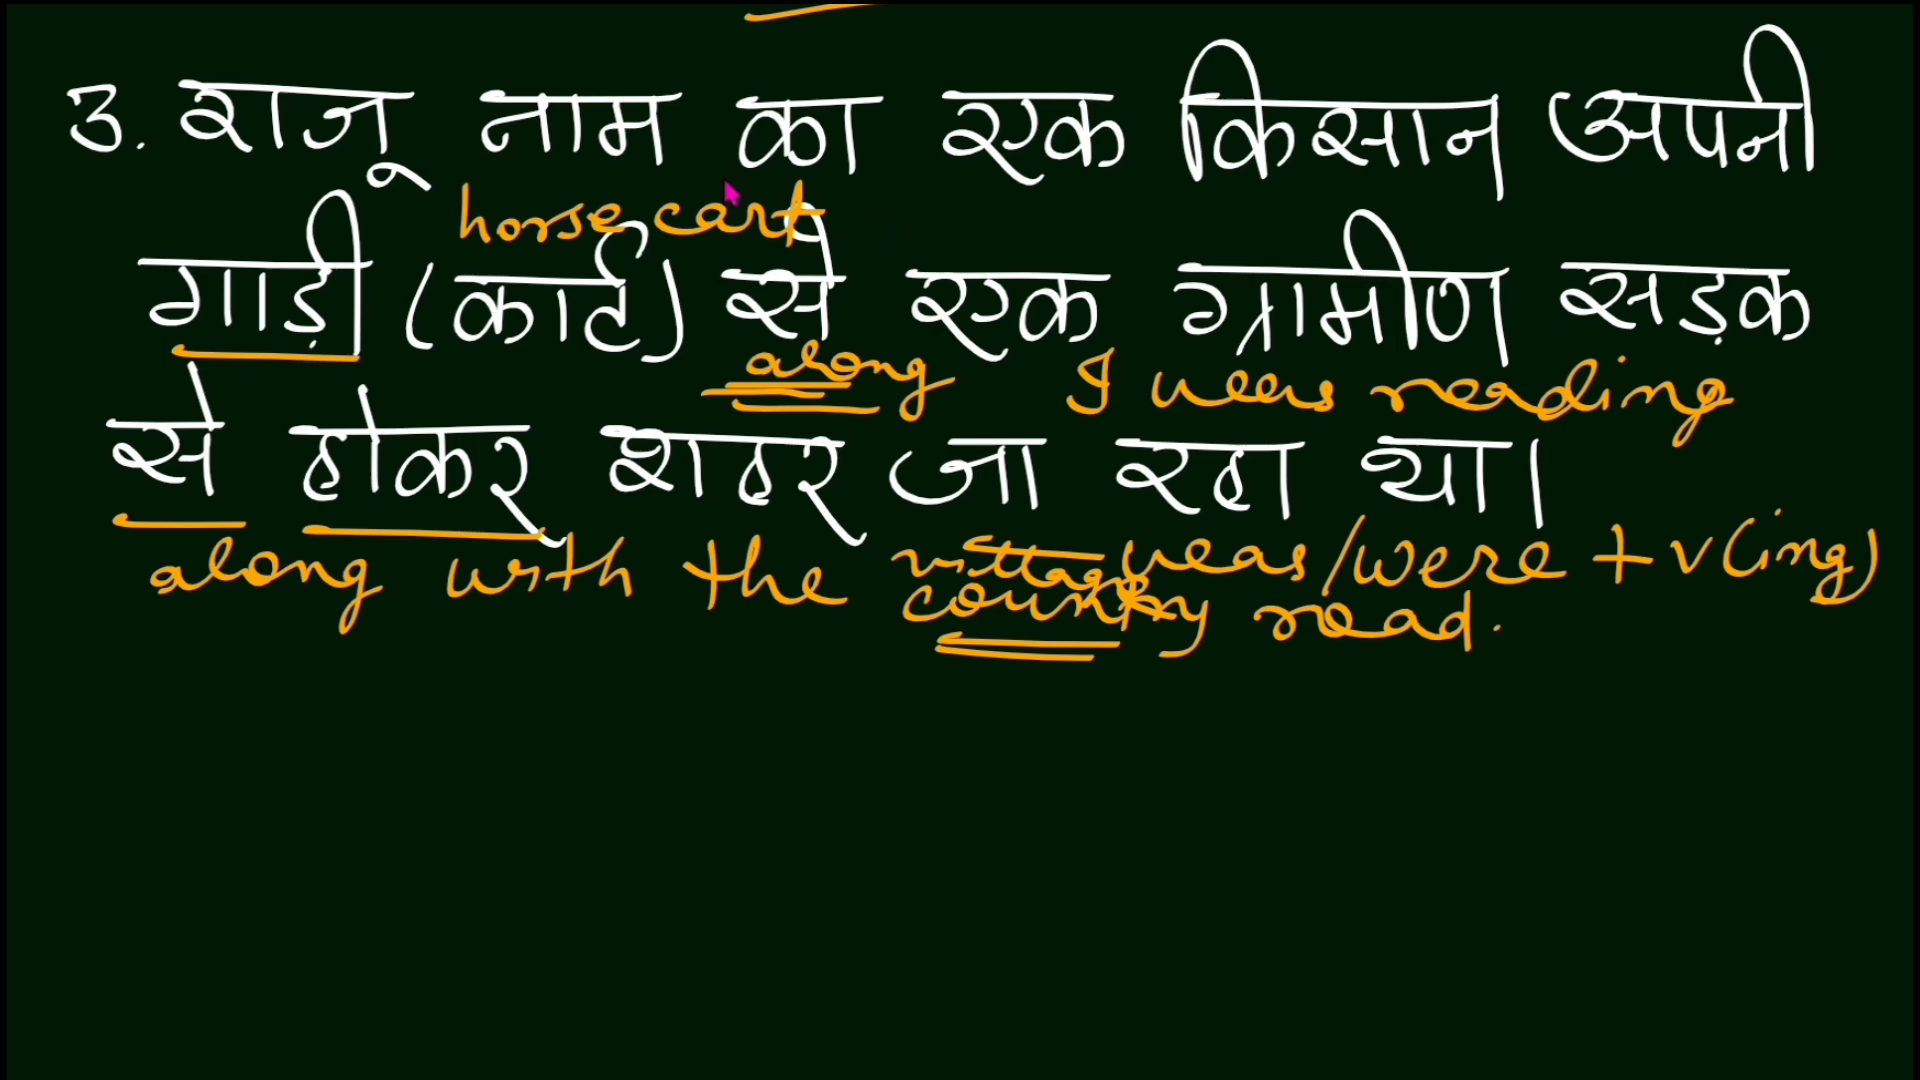 3. राजू नाम का एक किसान अपनी
horse cart
गाड़ी (कार्ट) से एक ग्रामीण सड़क
along I was reading
से होकर शहर जा रहा था।
along with the was/were + v(ing)
country road.